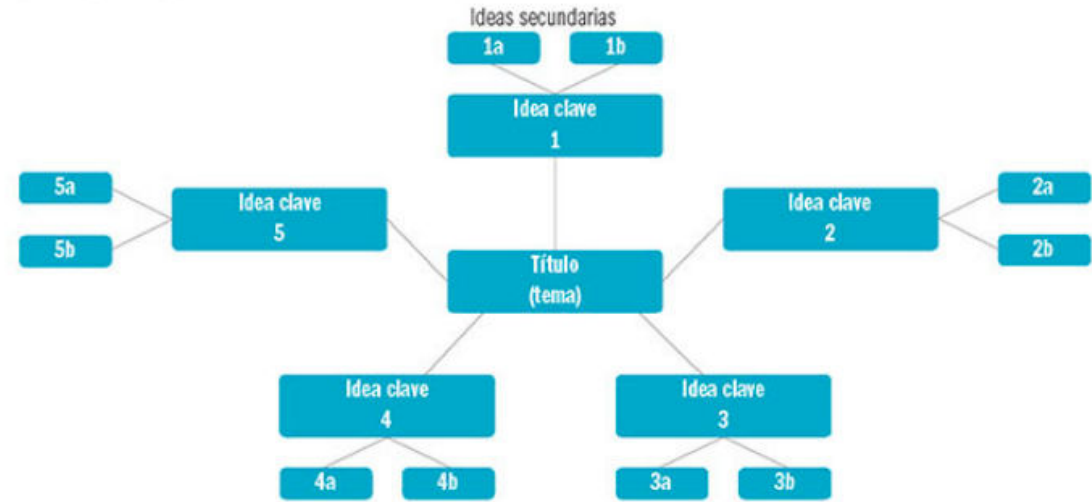 Ideas secundarias
1a
1b
Idea clave
1
5a
5b
Idea clave
5
Idea clave
2
2a
2b
Título
(tema)
Idea clave
4
4a
4b
Idea clave
3
3a
3b